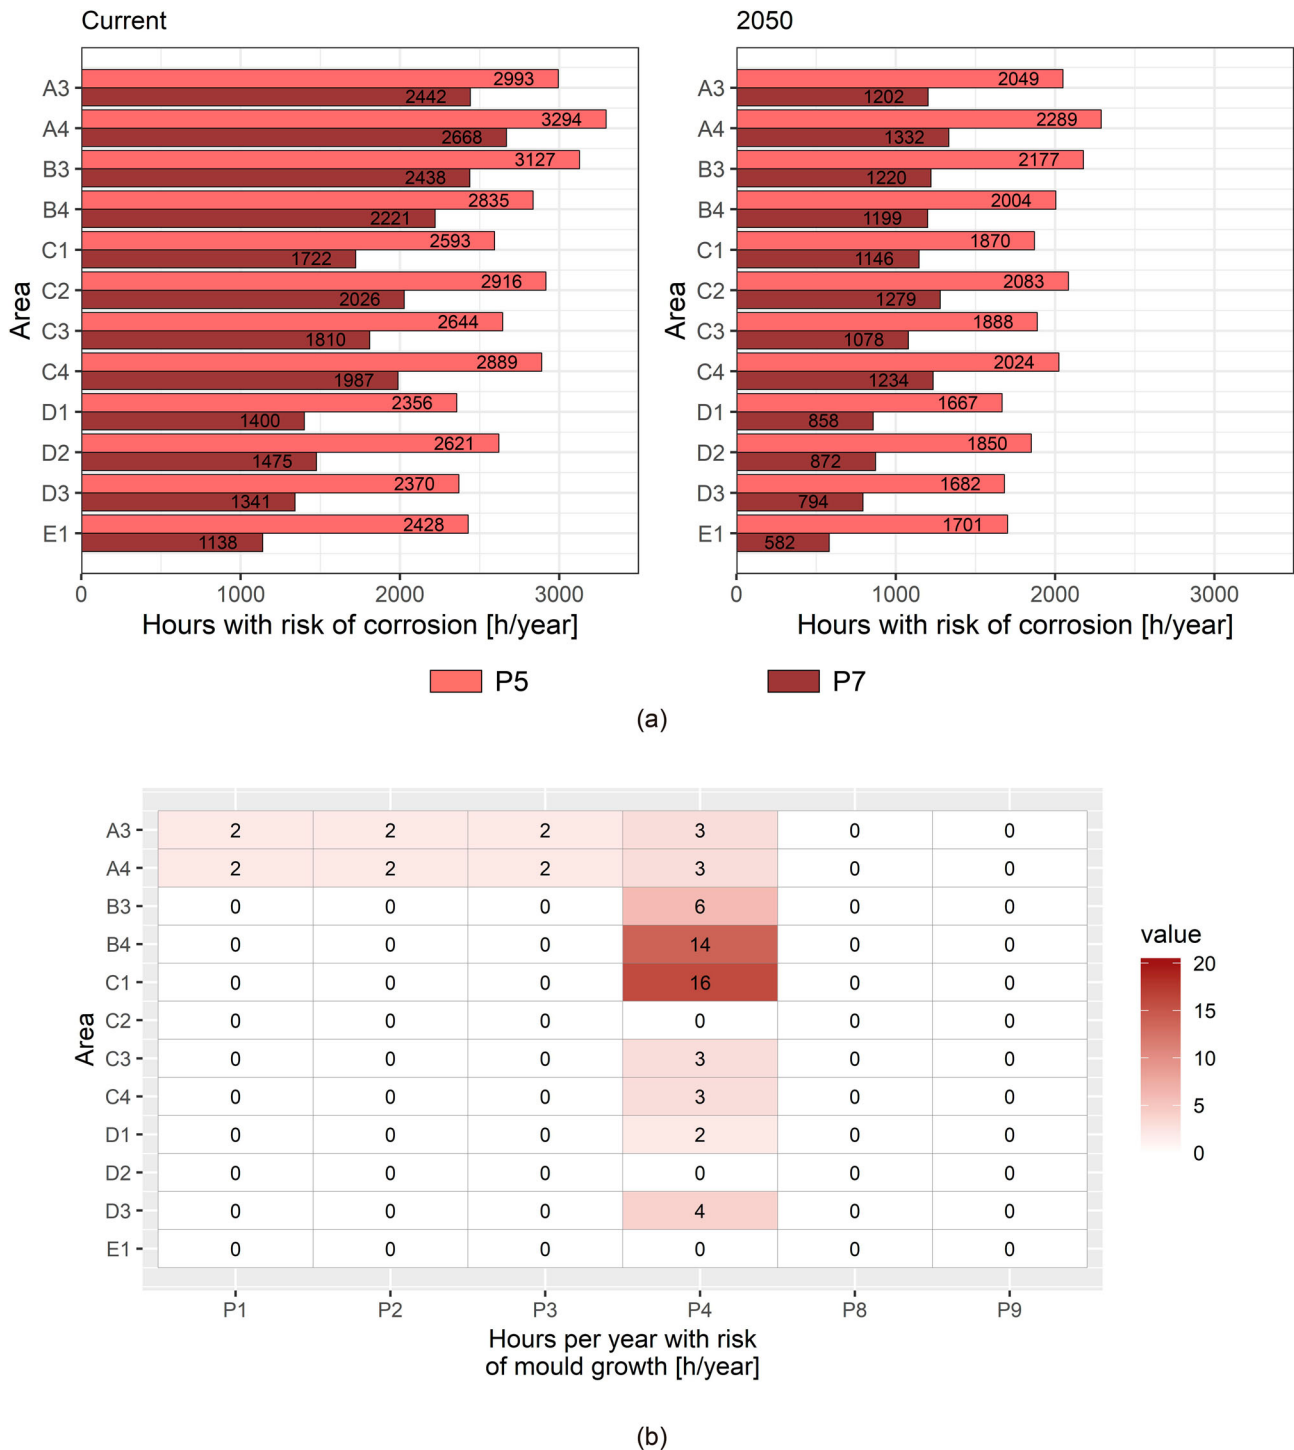 Current
2050
A3 2993 2442
A4 3294 2668
B3 3127 2438
B4 2835 2221
C1 2593 1722
C2 2916 2026
C3 2644 1810
C4 2889 1987
D1 2356 1400
D2 2621 1475
D3 2370 1341
E1 2428 1138
Area
0 1000 2000 3000
Hours with risk of corrosion [h/year]
A3 2049 1202
A4 2289 1332
B3 2177 1220
B4 2004 1199
C1 1870 1146
C2 2083 1279
C3 1888 1078
C4 2024 1234
D1 1667 858
D2 1850 872
D3 1682 794
E1 1701 582
Area
0 1000 2000 3000
Hours with risk of corrosion [h/year]
P5 P7
(a)
A3 2 2 2 3 0 0
A4 2 2 2 3 0 0
B3 0 0 0 6 0 0
B4 0 0 0 14 0 0
C1 0 0 0 16 0 0
C2 0 0 0 0 0 0
C3 0 0 0 3 0 0
C4 0 0 0 3 0 0
D1 0 0 0 2 0 0
D2 0 0 0 0 0 0
D3 0 0 0 4 0 0
E1 0 0 0 0 0 0
Area
P1 P2 P3 P4 P8 P9
Hours per year with risk
of mould growth [h/year]
value
20
15
10
5
0
(b)